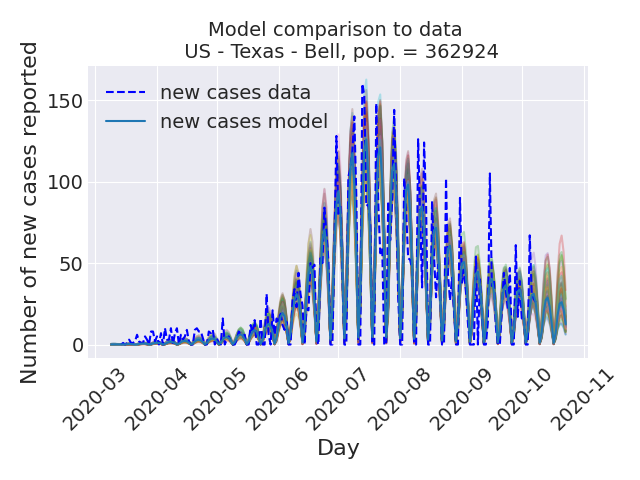 Model comparison to data
US - Texas - Bell, pop. = 362924
Number of new cases reported
150
100
50
0
new cases data
new cases model
2020-03
2020-04
2020-05
2020-06
2020-07
2020-08
2020-09
2020-10
2020-11
Day